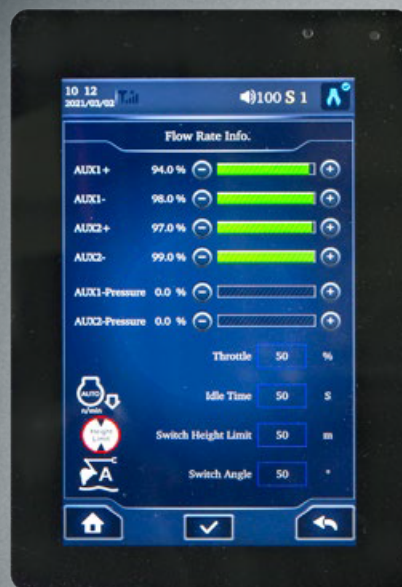 10 12
2021/03/02
100 S 1
Flow Rate Info.
AUX1+ 94.0 %
AUX1- 98.0 %
AUX2+ 97.0 %
AUX2- 99.0 %
AUX1-Pressure 0.0 %
AUX2-Pressure 0.0 %
Throttle 50 %
AUTO
n/min
Idle Time 50 S
Height
Limit
Switch Height Limit 50 m
A
Switch Angle 50 °